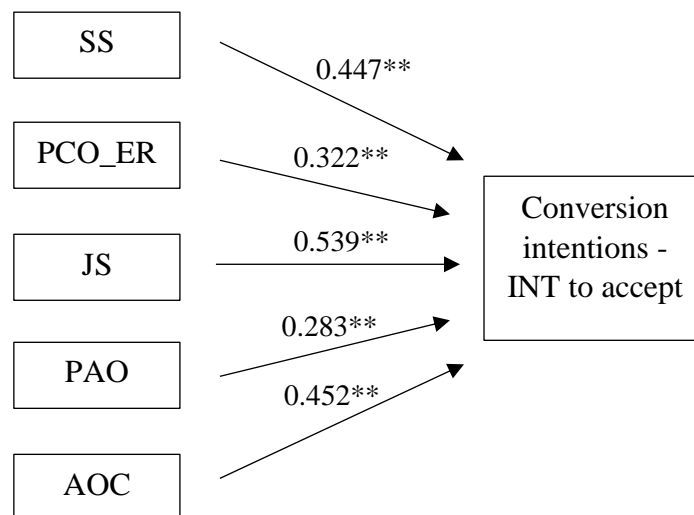 SS
0.447**
PCO_ER
0.322**
JS
0.539**
PAO
0.283**
AOC
0.452**
Conversion
intentions -
INT to accept